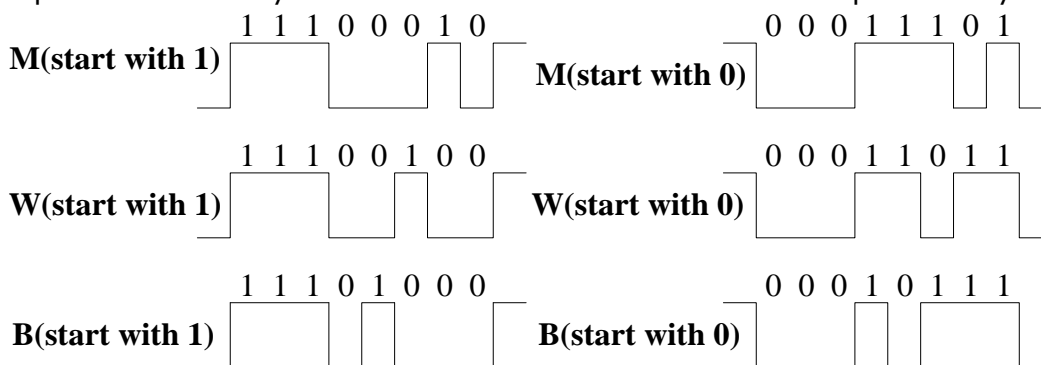 1 1 1 0 0 0 1 0 0 0 0 1 1 1 0 1
M(start with 1) M(start with 0)
1 1 1 0 0 1 0 0 0 0 0 1 1 0 1 1
W(start with 1) W(start with 0)
1 1 1 0 1 0 0 0 0 0 0 1 0 1 1 1
B(start with 1) B(start with 0)